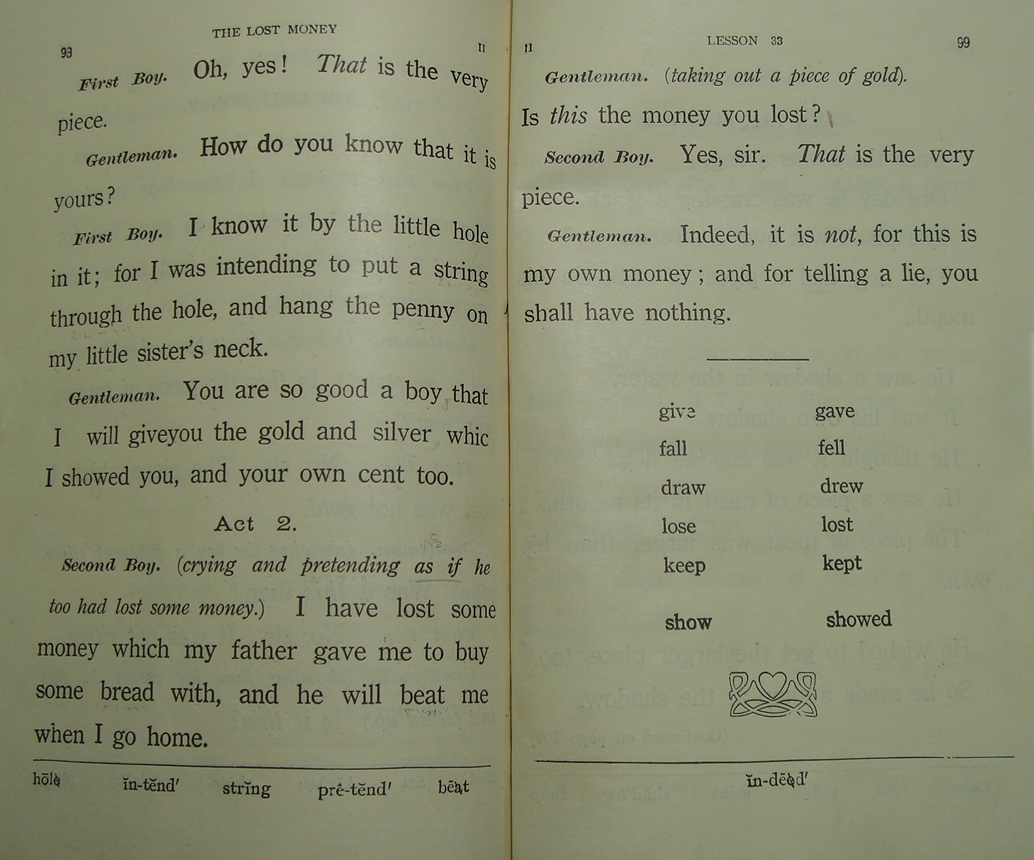 THE LOST MONEY
99 11
First Boy. Oh, yes! That is the very
piece.
Gentleman. How do you know that it is
yours?
First Boy. I know it by the little hole
in it; for I was intending to put a string
through the hole, and hang the penny on
my little sister's neck.
Gentleman. You are so good a boy that
I will giveyou the gold and silver whic
I showed you, and your own cent too.
Act 2.
Second Boy. (crying and pretending as if he
too had lost some money.) I have lost some
money which my father gave me to buy
some bread with, and he will beat me
when I go home.
hōle ĭn-tĕnd' strĭng prė-tĕnd' bēat
11 LESSON 33 99
Gentleman. (taking out a piece of gold).
Is this the money you lost?
Second Boy. Yes, sir. That is the very
piece.
Gentleman. Indeed, it is not, for this is
my own money; and for telling a lie, you
shall have nothing.
give gave
fall fell
draw drew
lose lost
keep kept
show showed
ĭn-dēed'